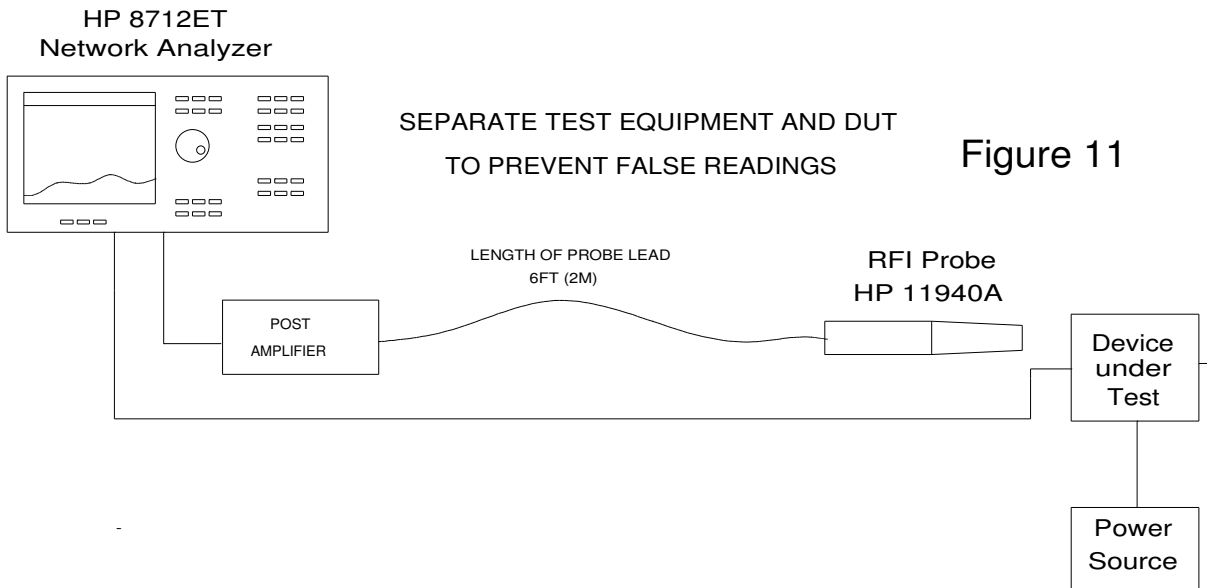 HP 8712ET
Network Analyzer
SEPARATE TEST EQUIPMENT AND DUT
TO PREVENT FALSE READINGS
Figure 11
LENGTH OF PROBE LEAD
6FT (2M)
RFI Probe
HP 11940A
POST
AMPLIFIER
Device
under
Test
Power
Source